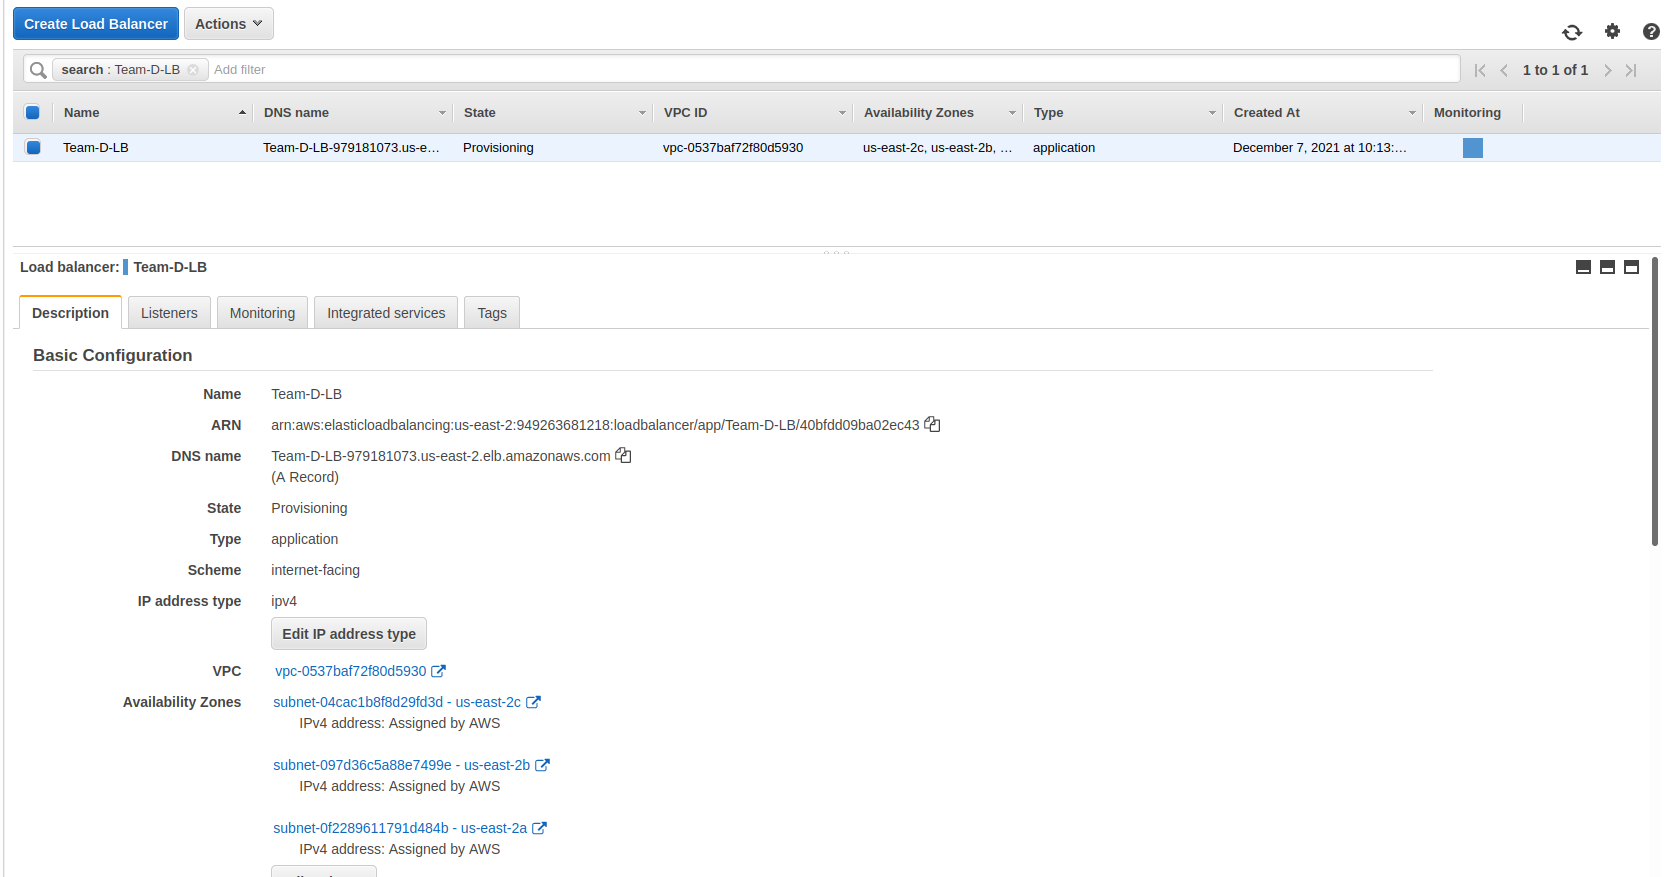 Create Load Balancer Actions
search : Team-D-LB Add filter 1 to 1 of 1
Name DNS name State VPC ID Availability Zones Type Created At Monitoring
Team-D-LB Team-D-LB-979181073.us-e... Provisioning vpc-0537baf72f80d5930 us-east-2c, us-east-2b, ... application December 7, 2021 at 10:13:...
Load balancer: Team-D-LB
Description Listeners Monitoring Integrated services Tags
Basic Configuration
Name Team-D-LB
ARN arn:aws:elasticloadbalancing:us-east-2:949263681218:loadbalancer/app/Team-D-LB/40bfdd09ba02ec43
DNS name Team-D-LB-979181073.us-east-2.elb.amazonaws.com
(A Record)
State Provisioning
Type application
Scheme internet-facing
IP address type ipv4
Edit IP address type
VPC vpc-0537baf72f80d5930
Availability Zones subnet-04cac1b8f8d29fd3d - us-east-2c
IPv4 address: Assigned by AWS
subnet-097d36c5a88e7499e - us-east-2b
IPv4 address: Assigned by AWS
subnet-0f2289611791d484b - us-east-2a
IPv4 address: Assigned by AWS